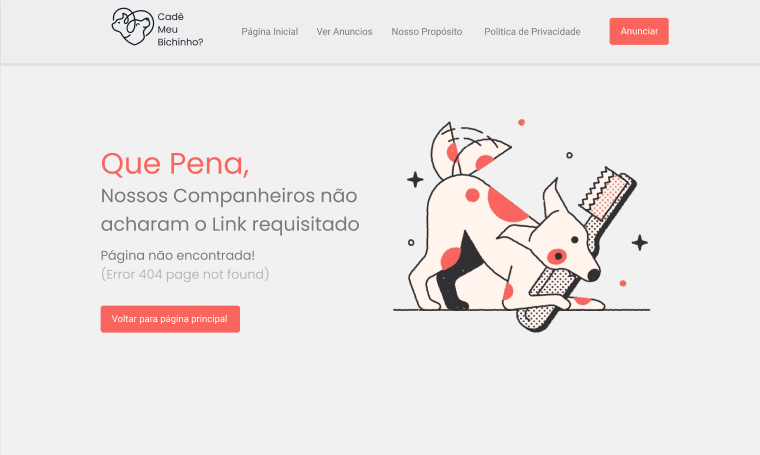 Cadê
Meu
Bichinho?
Página Inicial
Ver Anuncios
Nosso Propósito
Politíca de Privacidade
Anunciar
Que Pena,
Nossos Companheiros não
acharam o Link requisitado
Página não encontrada!
(Error 404 page not found)
Voltar para página principal